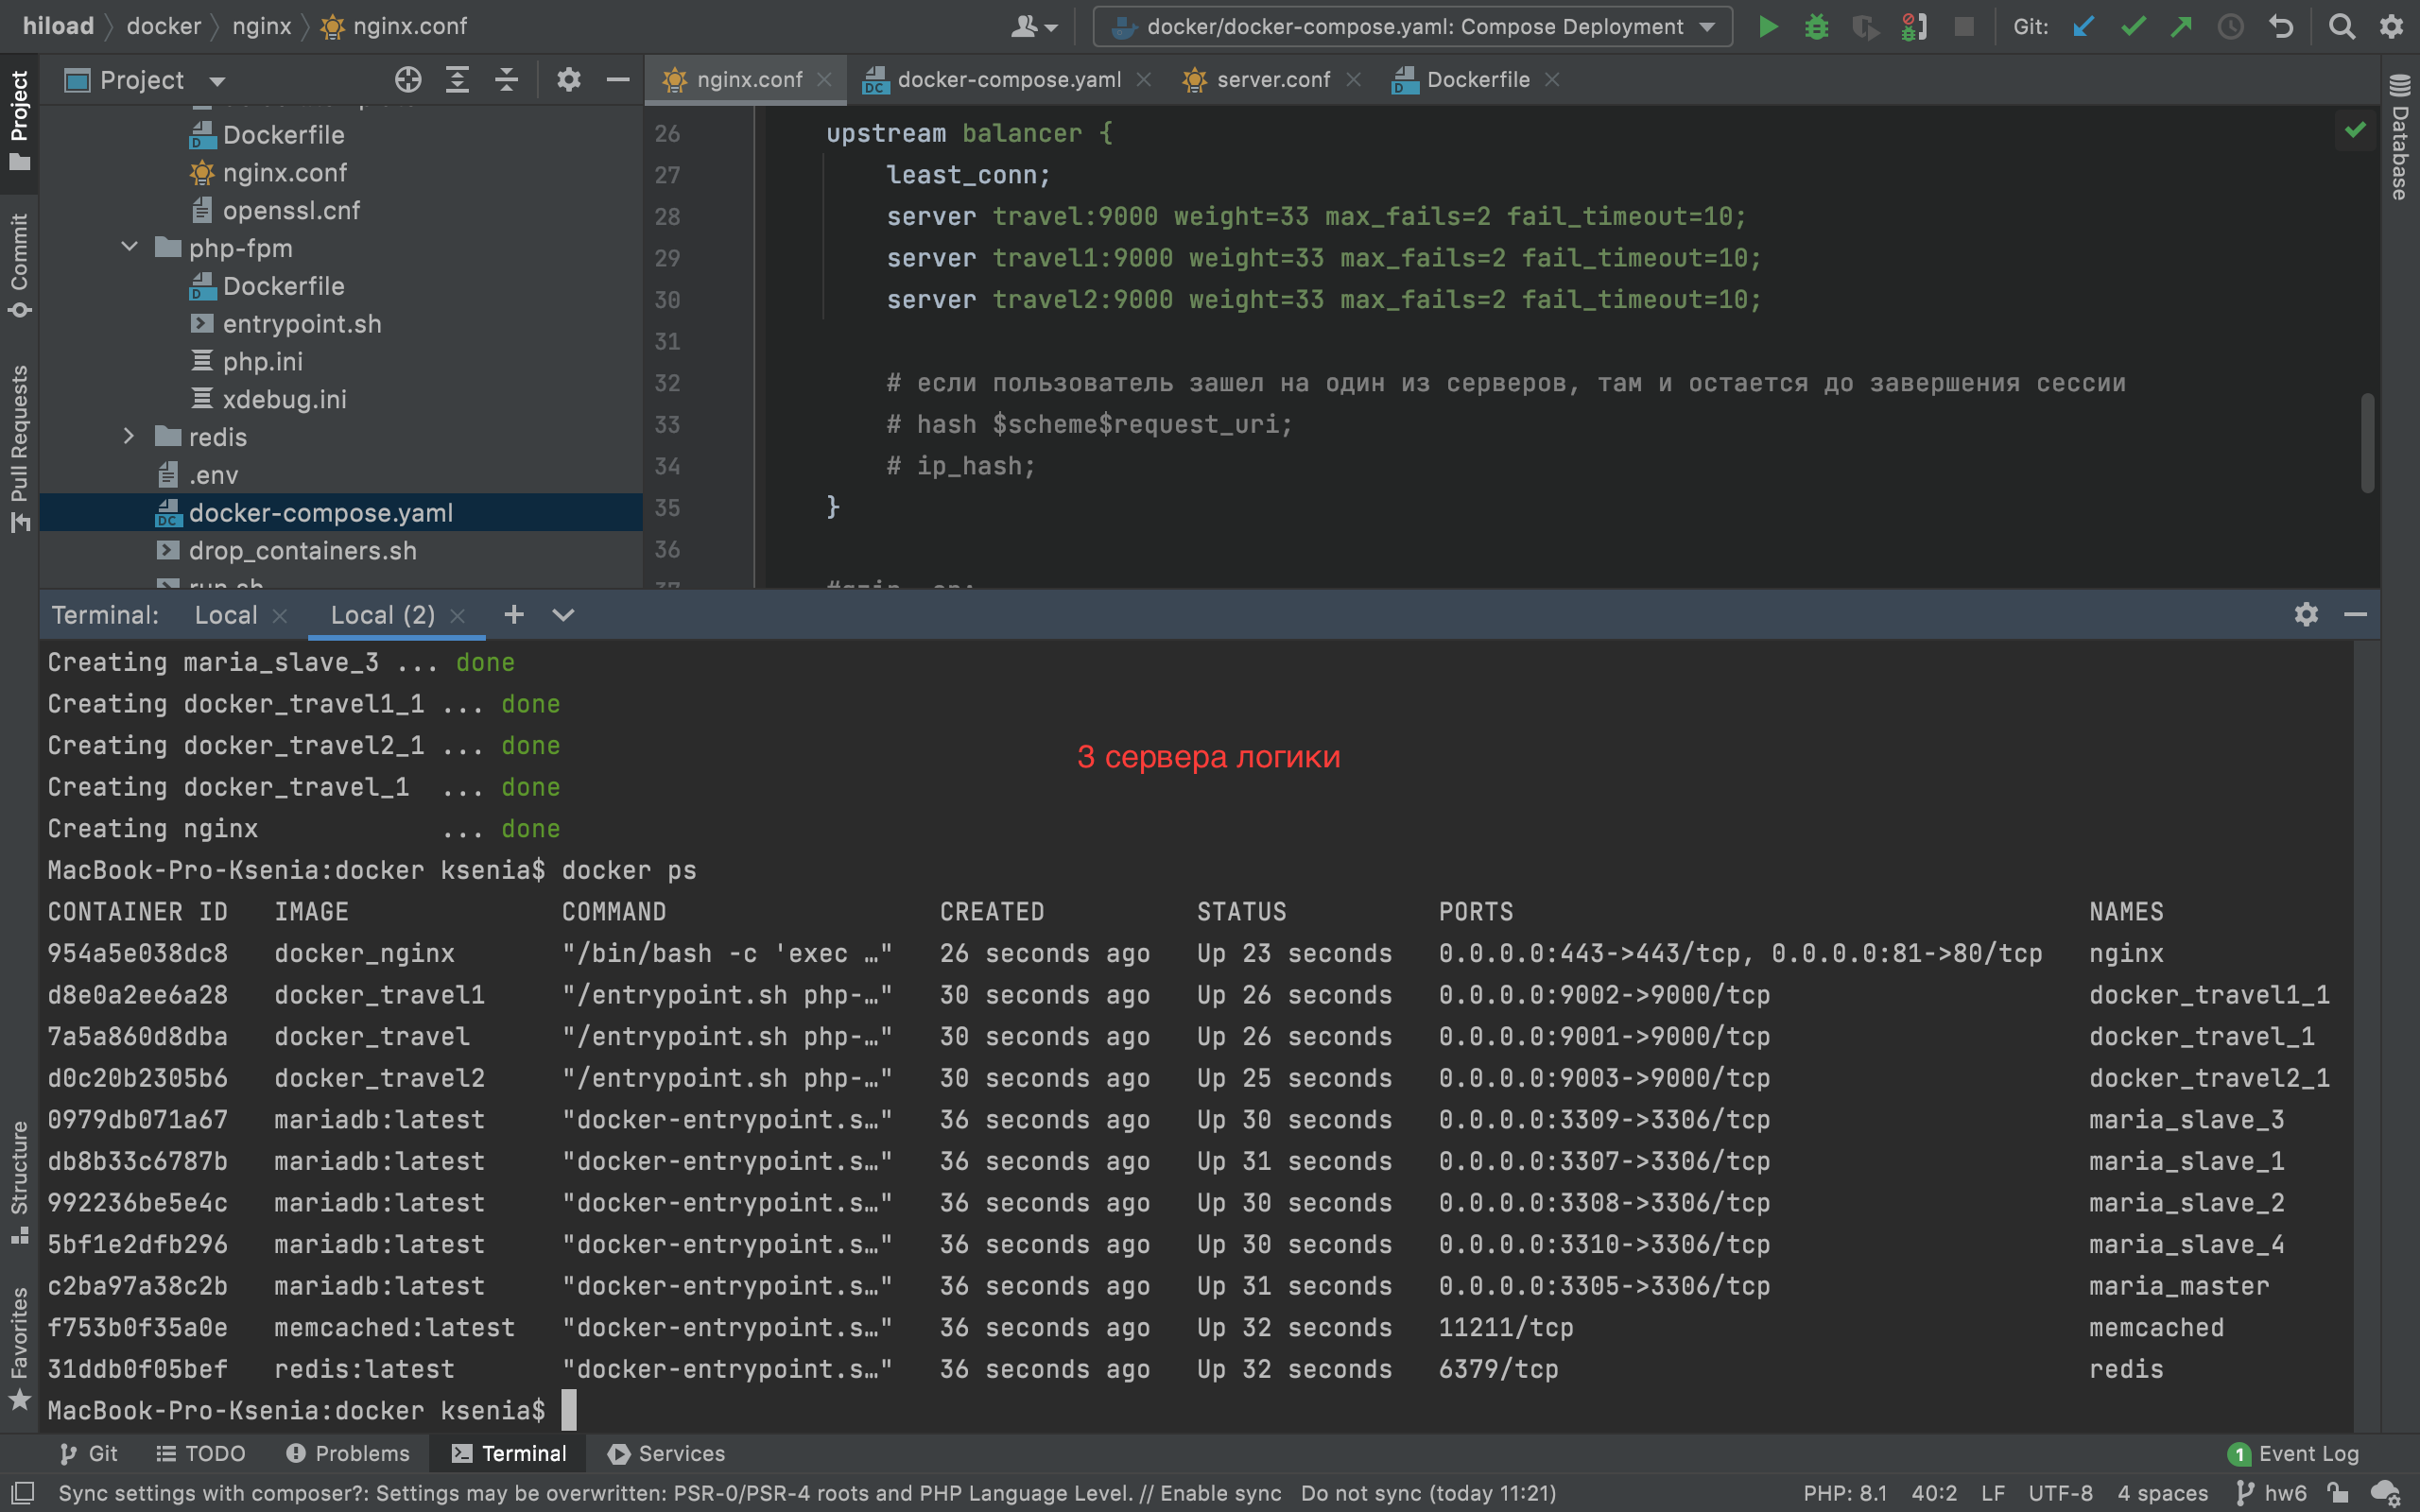 hiload docker nginx nginx.conf docker/docker-compose.yaml: Compose Deployment Git:
Project
nginx.conf docker-compose.yaml server.conf Dockerfile
Project
Commit
Pull Requests
Structure
Favorites
Database
Dockerfile
nginx.conf
openssl.cnf
php-fpm
Dockerfile
entrypoint.sh
php.ini
xdebug.ini
redis
.env
docker-compose.yaml
drop_containers.sh
run.sh
26 upstream balancer {
27 least_conn;
28 server travel:9000 weight=33 max_fails=2 fail_timeout=10;
29 server travel1:9000 weight=33 max_fails=2 fail_timeout=10;
30 server travel2:9000 weight=33 max_fails=2 fail_timeout=10;
31
32 # если пользователь зашел на один из серверов, там и остается до завершения сессии
33 # hash $scheme$request_uri;
34 # ip_hash;
35 }
36
37 #gzip on;
Terminal: Local Local (2)
Creating maria_slave_3 ... done
Creating docker_travel1_1 ... done
Creating docker_travel2_1 ... done
3 сервера логики
Creating docker_travel_1 ... done
Creating nginx ... done
MacBook-Pro-Ksenia:docker ksenia$ docker ps
CONTAINER ID IMAGE COMMAND CREATED STATUS PORTS NAMES
954a5e038dc8 docker_nginx "/bin/bash -c 'exec …" 26 seconds ago Up 23 seconds 0.0.0.0:443->443/tcp, 0.0.0.0:81->80/tcp nginx
d8e0a2ee6a28 docker_travel1 "/entrypoint.sh php-…" 30 seconds ago Up 26 seconds 0.0.0.0:9002->9000/tcp docker_travel1_1
7a5a860d8dba docker_travel "/entrypoint.sh php-…" 30 seconds ago Up 26 seconds 0.0.0.0:9001->9000/tcp docker_travel_1
d0c20b2305b6 docker_travel2 "/entrypoint.sh php-…" 30 seconds ago Up 25 seconds 0.0.0.0:9003->9000/tcp docker_travel2_1
0979db071a67 mariadb:latest "docker-entrypoint.s…" 36 seconds ago Up 30 seconds 0.0.0.0:3309->3306/tcp maria_slave_3
db8b33c6787b mariadb:latest "docker-entrypoint.s…" 36 seconds ago Up 31 seconds 0.0.0.0:3307->3306/tcp maria_slave_1
992236be5e4c mariadb:latest "docker-entrypoint.s…" 36 seconds ago Up 30 seconds 0.0.0.0:3308->3306/tcp maria_slave_2
5bf1e2dfb296 mariadb:latest "docker-entrypoint.s…" 36 seconds ago Up 30 seconds 0.0.0.0:3310->3306/tcp maria_slave_4
c2ba97a38c2b mariadb:latest "docker-entrypoint.s…" 36 seconds ago Up 31 seconds 0.0.0.0:3305->3306/tcp maria_master
f753b0f35a0e memcached:latest "docker-entrypoint.s…" 36 seconds ago Up 32 seconds 11211/tcp memcached
31ddb0f05bef redis:latest "docker-entrypoint.s…" 36 seconds ago Up 32 seconds 6379/tcp redis
MacBook-Pro-Ksenia:docker ksenia$
Git TODO Problems Terminal Services 1 Event Log
Sync settings with composer?: Settings may be overwritten: PSR-0/PSR-4 roots and PHP Language Level. // Enable sync Do not sync (today 11:21) PHP: 8.1 40:2 LF UTF-8 4 spaces hw6